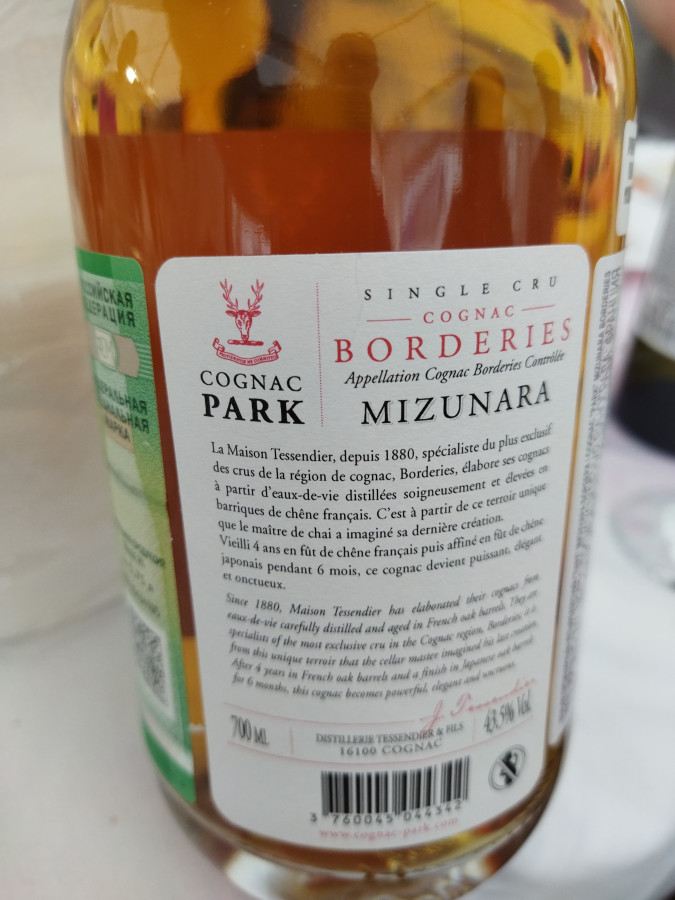 SINGLE CRU
COGNAC
BORDERIES
Appellation Cognac Borderies Contrôlée
MIZUNARA
COGNAC
PARK
La Maison Tessendier, depuis 1880, spécialiste du plus exclusif
des crus de la région de cognac, Borderies, élabore ses cognacs
à partir d'eaux-de-vie distillées soigneusement et élevées en
barriques de chêne français. C'est à partir de ce terroir unique
que le maître de chai a imaginé sa dernière création.
Vieilli 4 ans en fût de chêne français puis affiné en fût de chêne
japonais pendant 6 mois, ce cognac devient puissant, élégant
et onctueux.
Since 1880, Maison Tessendier has elaborated their cognacs from
eaux-de-vie carefully distilled and aged in French oak barrels. They are
specialists of the most exclusive cru in the Cognac region, Borderies, it is
from this unique terroir that the cellar master imagined his last creation.
After 4 years in French oak barrels and a finish in Japanese oak barrels
for 6 months, this cognac becomes powerful, elegant and unctuous.
J. Tessendier
700 ML
DISTILLERIE TESSENDIER & FILS
16100 COGNAC
43.5% Vol.
3 760045 044342
www.cognac-park.com
ССИЙСКАЯ
ДЕРАЦИЯ
РАЛЬНАЯ
ИАЛЬНАЯ
МАРКА